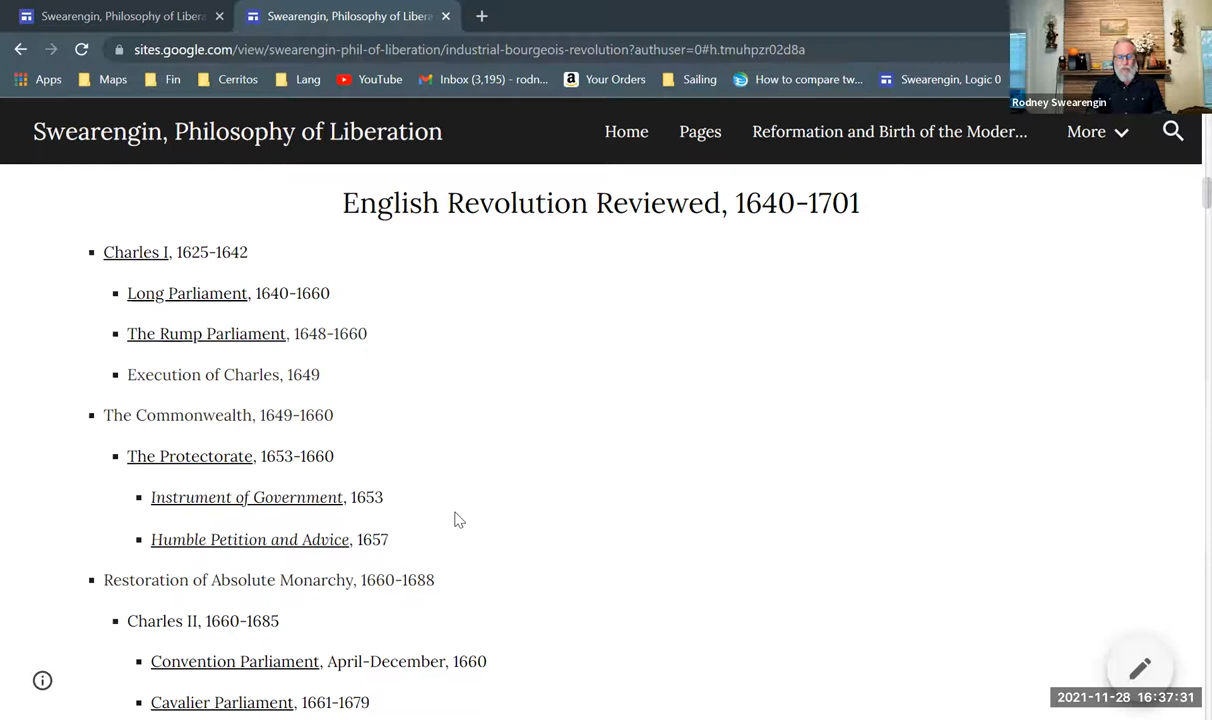 Swearengin, Philosophy of Libera
Swearengin, Philosophy of Libera
sites.google.com/view/swearengin-phil-of-liberation/industrial-bourgeois-revolution?authuser=0#h.tmuhpzr02d8a
Apps Maps Fin Cerritos Lang YouTube Inbox (3,195) - rodn... Your Orders Sailing How to compare tw... Swearengin, Logic 0
Rodney Swearengin
Swearengin, Philosophy of Liberation Home Pages Reformation and Birth of the Moder... More
English Revolution Reviewed, 1640-1701
Charles I, 1625-1642
Long Parliament, 1640-1660
The Rump Parliament, 1648-1660
Execution of Charles, 1649
The Commonwealth, 1649-1660
The Protectorate, 1653-1660
Instrument of Government, 1653
Humble Petition and Advice, 1657
Restoration of Absolute Monarchy, 1660-1688
Charles II, 1660-1685
Convention Parliament, April-December, 1660
Cavalier Parliament, 1661-1679
2021-11-28 16:37:31